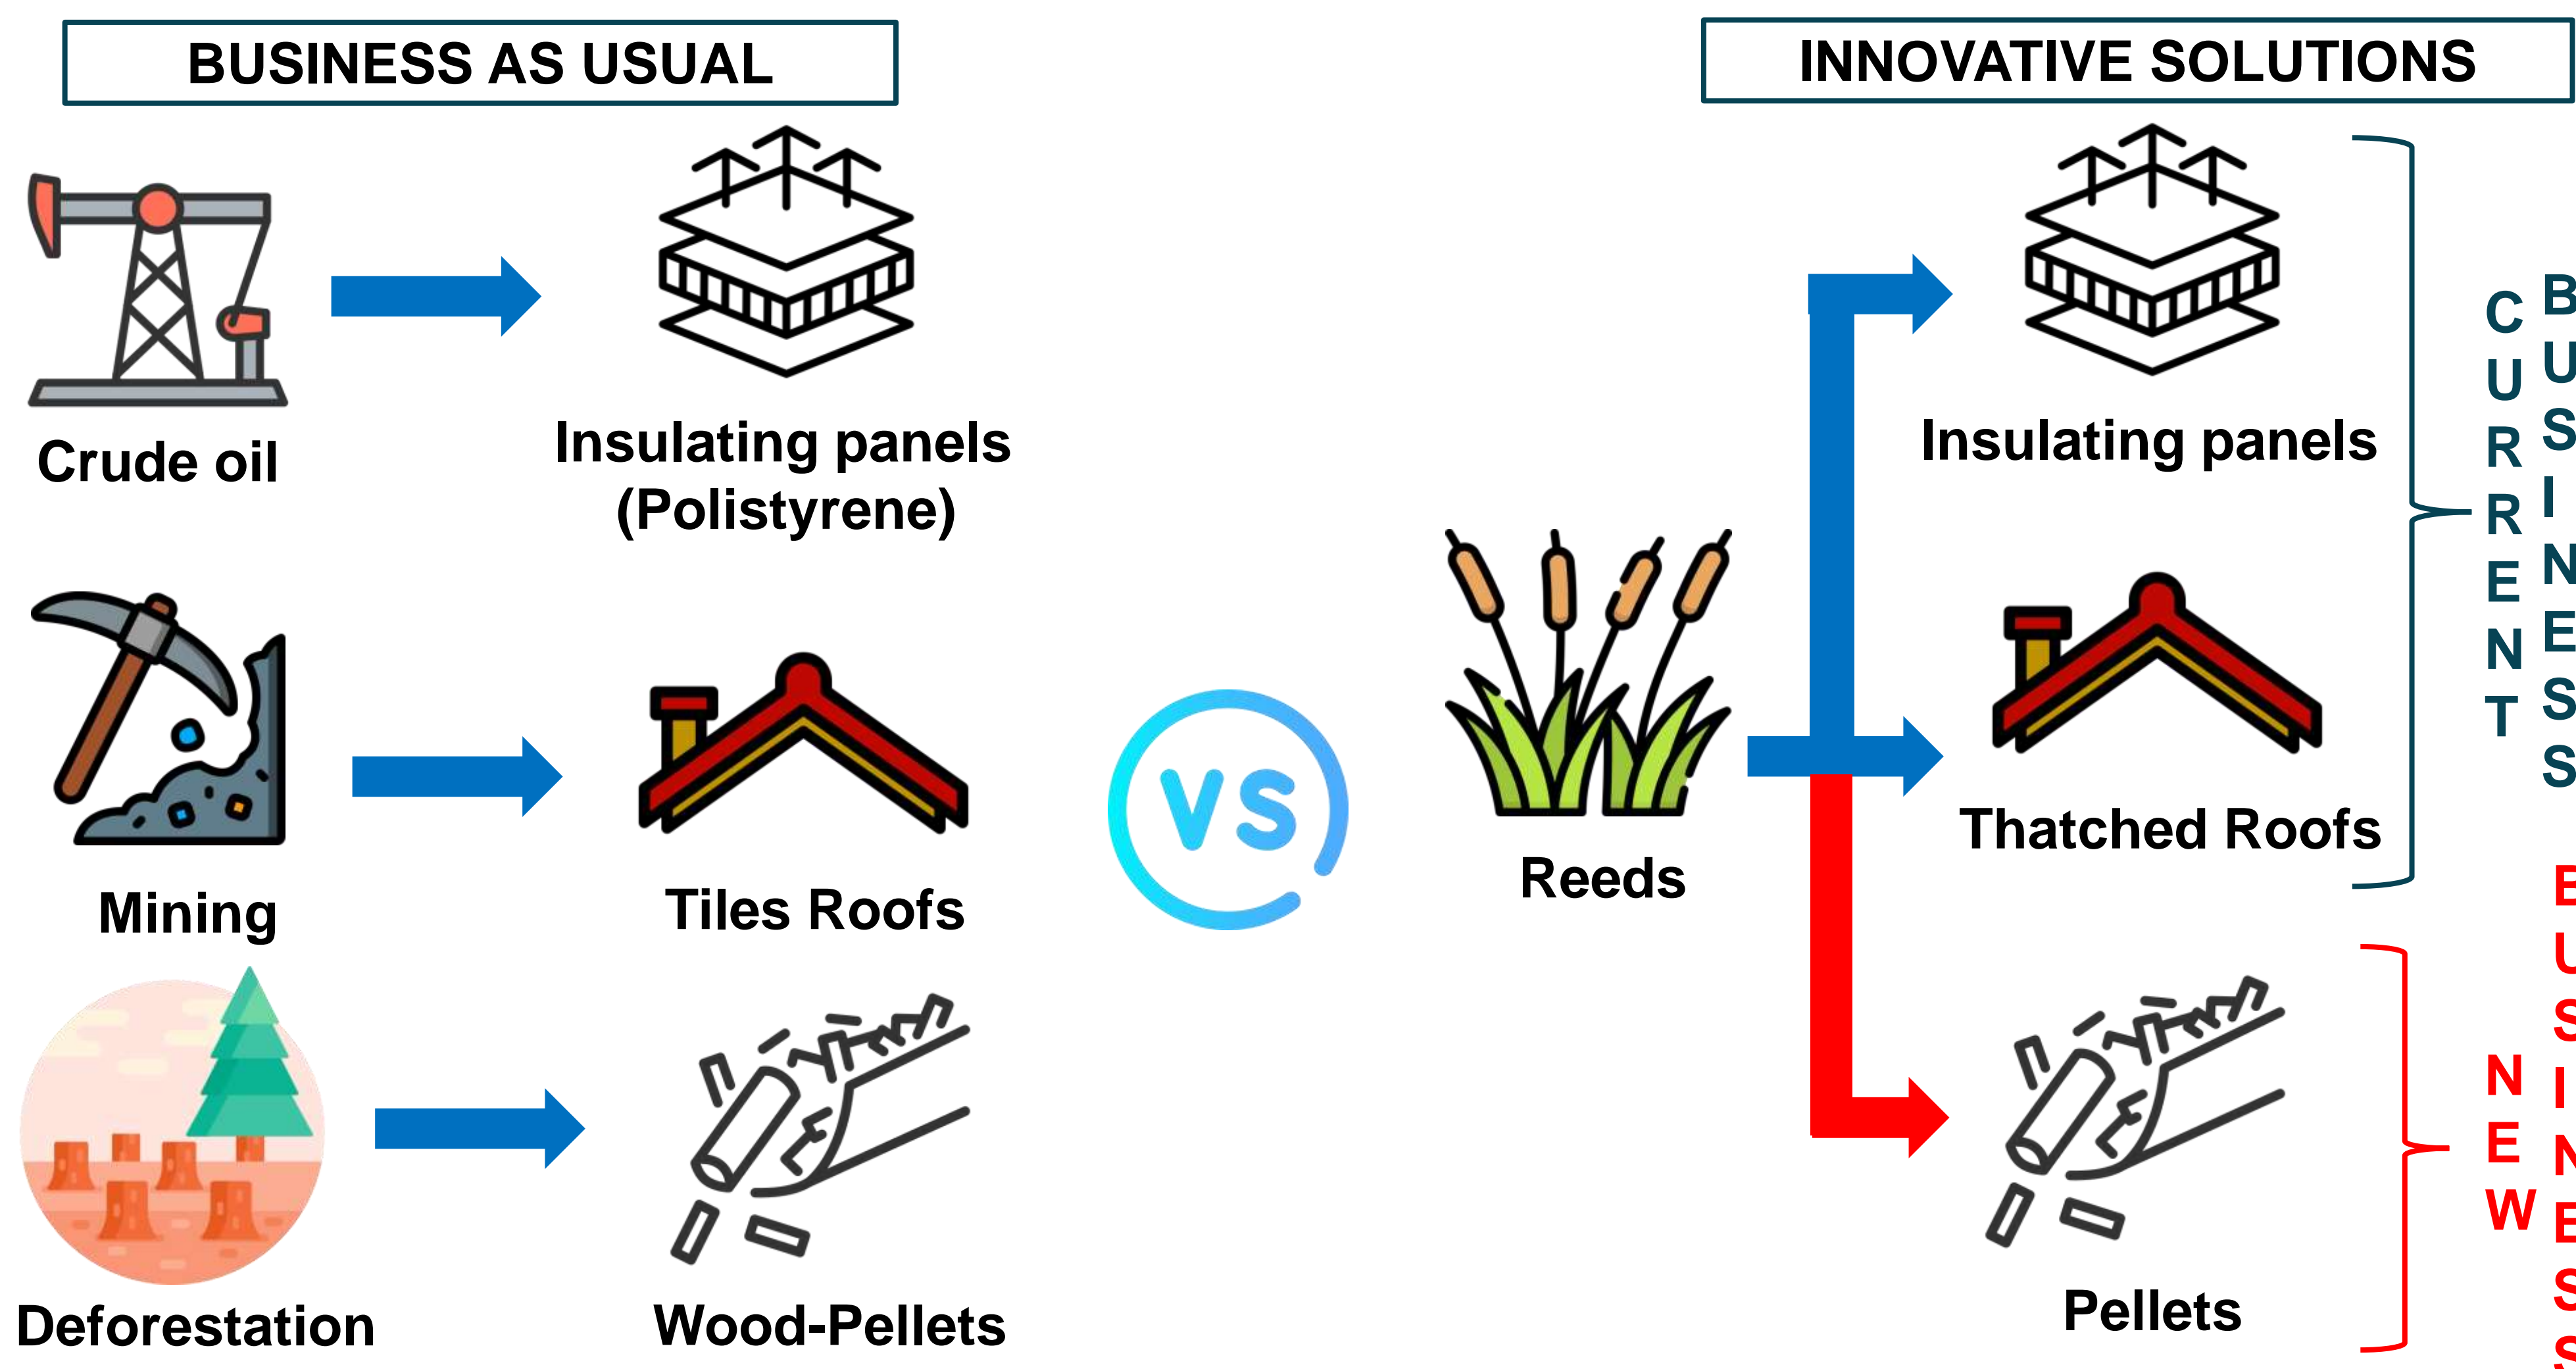 BUSINESS AS USUAL
Crude oil
Insulating panels
(Polistyrene)
Mining
Tiles Roofs
Deforestation
Wood-Pellets
VS
INNOVATIVE SOLUTIONS
Reeds
Insulating panels
Thatched Roofs
Pellets
CURRENT
BUSINESS
NEW
BUSINESS